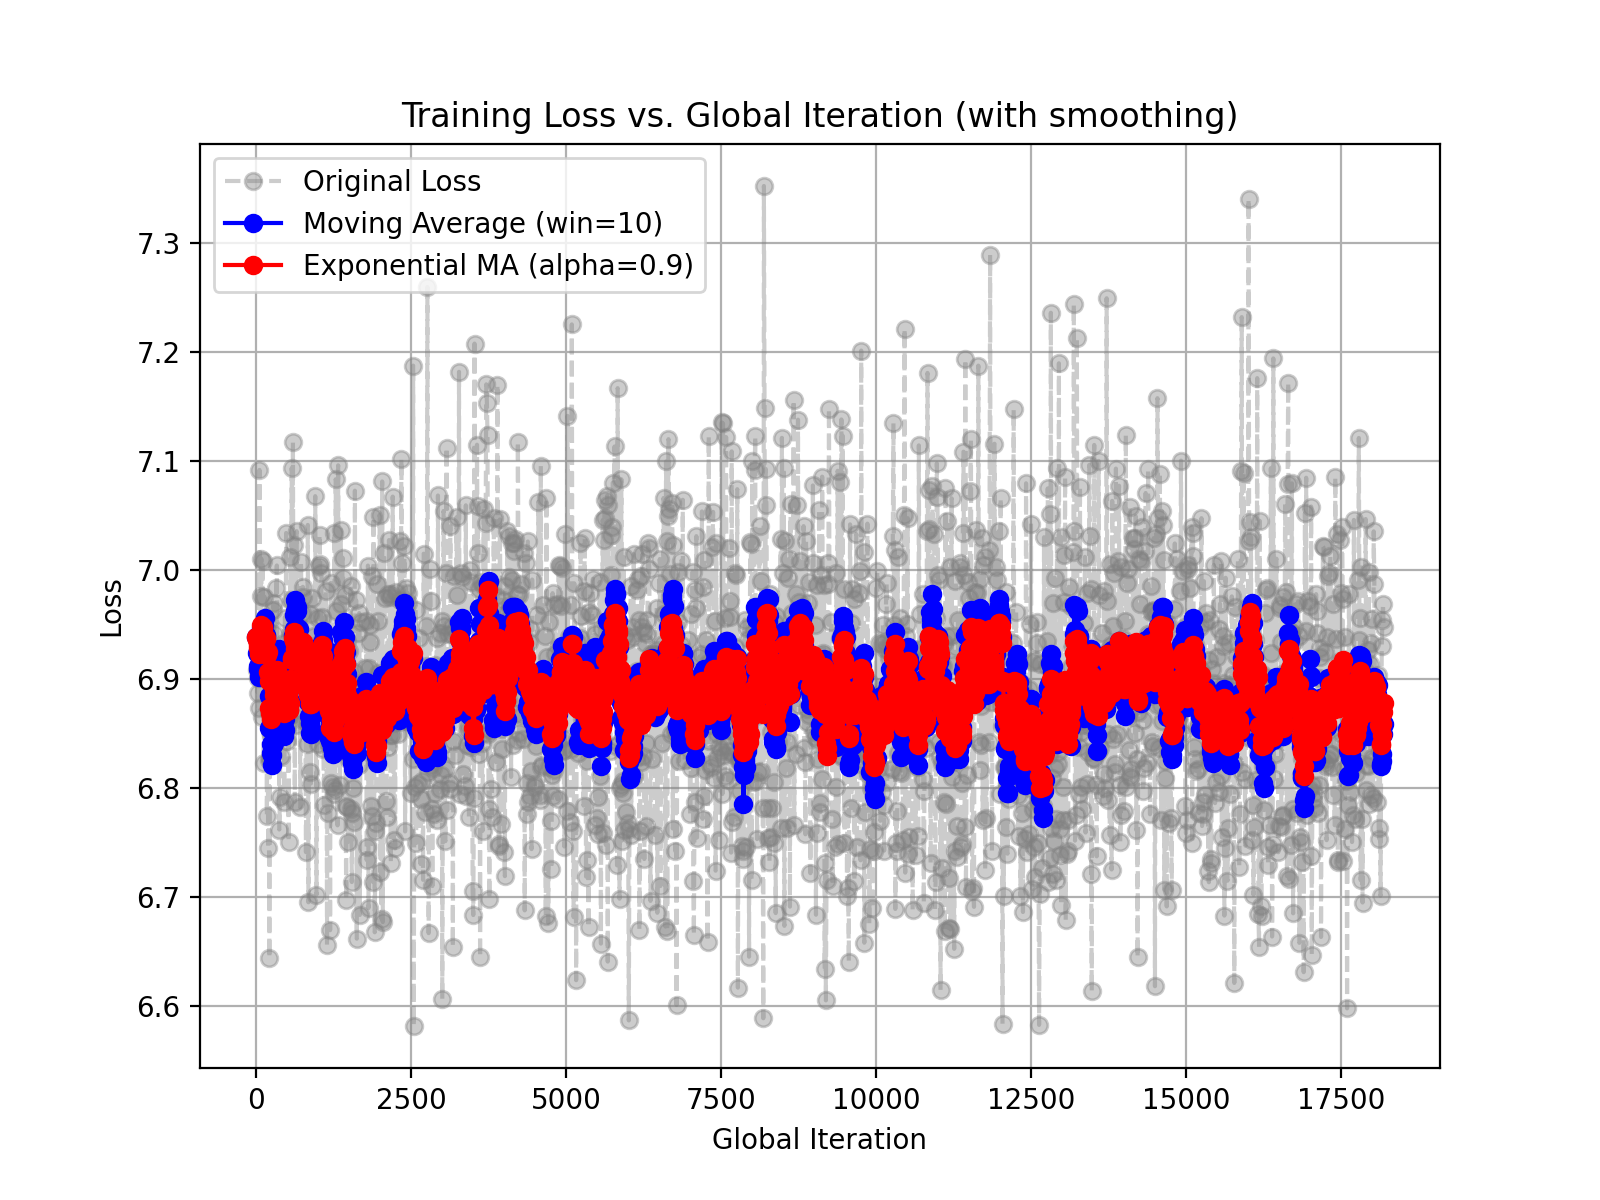 Training Loss vs. Global Iteration (with smoothing)
Original Loss
Moving Average (win=10)
Exponential MA (alpha=0.9)
7.3
7.2
7.1
7.0
6.9
6.8
6.7
6.6
Loss
0 2500 5000 7500 10000 12500 15000 17500
Global Iteration